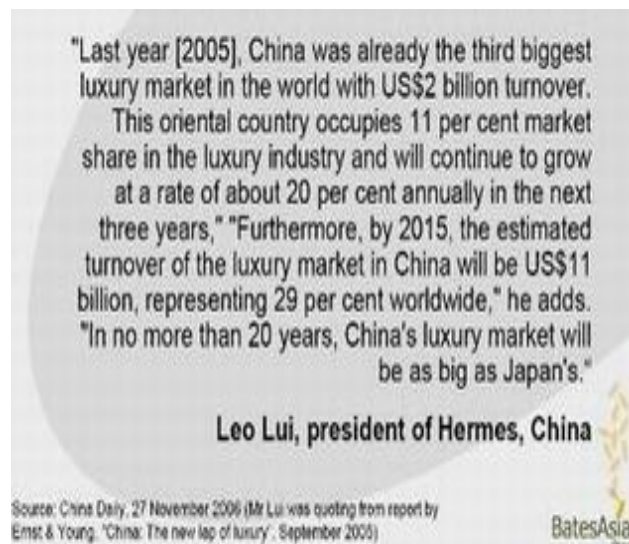 "Last year [2005], China was already the third biggest
luxury market in the world with US$2 billion turnover.
This oriental country occupies 11 per cent market
share in the luxury industry and will continue to grow
at a rate of about 20 per cent annually in the next
three years," "Furthermore, by 2015, the estimated
turnover of the luxury market in China will be US$11
billion, representing 29 per cent worldwide," he adds.
"In no more than 20 years, China's luxury market will
be as big as Japan's."
Leo Lui, president of Hermes, China
Source: China Daily, 27 November 2006 (Mr Lui was quoting from report by
Ernst & Young, "China: The new lap of luxury", September 2005)
BatesAsia